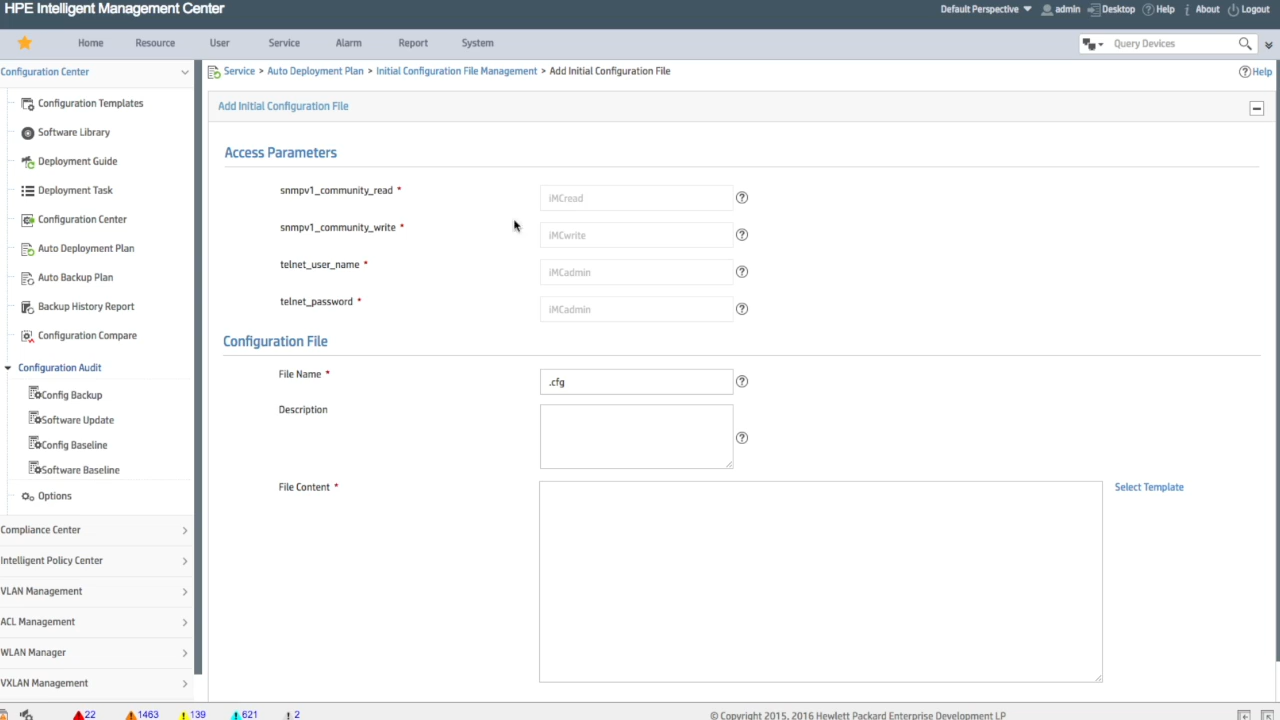 HPE Intelligent Management Center
Default Perspective admin Desktop Help About Logout
Home Resource User Service Alarm Report System
Query Devices
Configuration Center
Configuration Templates
Software Library
Deployment Guide
Deployment Task
Configuration Center
Auto Deployment Plan
Auto Backup Plan
Backup History Report
Configuration Compare
Configuration Audit
Config Backup
Software Update
Config Baseline
Software Baseline
Options
Compliance Center
Intelligent Policy Center
VLAN Management
ACL Management
WLAN Manager
VXLAN Management
Service > Auto Deployment Plan > Initial Configuration File Management > Add Initial Configuration File
Help
Add Initial Configuration File
Access Parameters
snmpv1_community_read * iMCread
snmpv1_community_write * iMCwrite
telnet_user_name * iMCadmin
telnet_password * iMCadmin
Configuration File
File Name * .cfg
Description
File Content * Select Template
22 1463 139 621 2
© Copyright 2015, 2016 Hewlett Packard Enterprise Development LP